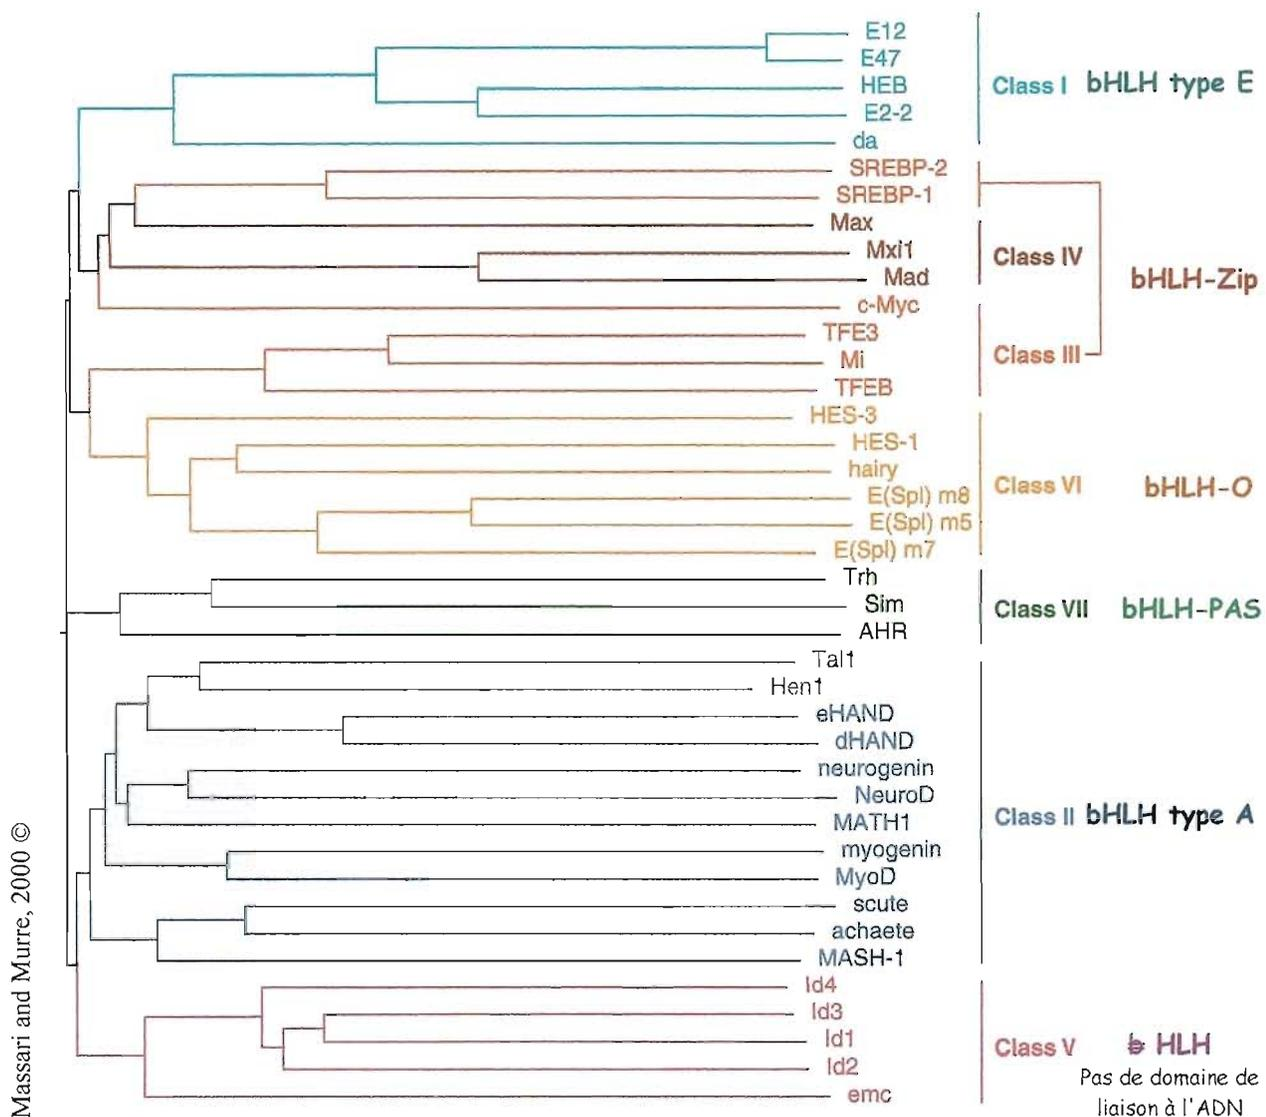 E12
E47
HEB
E2-2
da
Class I bHLH type E
SREBP-2
SREBP-1
Max
Mxi1
Mad
Class IV
c-Myc
TFE3
Mi
TFEB
Class III
bHLH-Zip
HES-3
HES-1
hairy
E(Spl) m8
E(Spl) m5
E(Spl) m7
Class VI bHLH-O
Trh
Sim
AHR
Class VII bHLH-PAS
Tal1
Hen1
eHAND
dHAND
neurogenin
NeuroD
MATH1
myogenin
MyoD
scute
achaete
MASH-1
Class II bHLH type A
Id4
Id3
Id1
Id2
emc
Class V b HLH
Pas de domaine de
liaison à l'ADN
Massari and Murre, 2000 ©